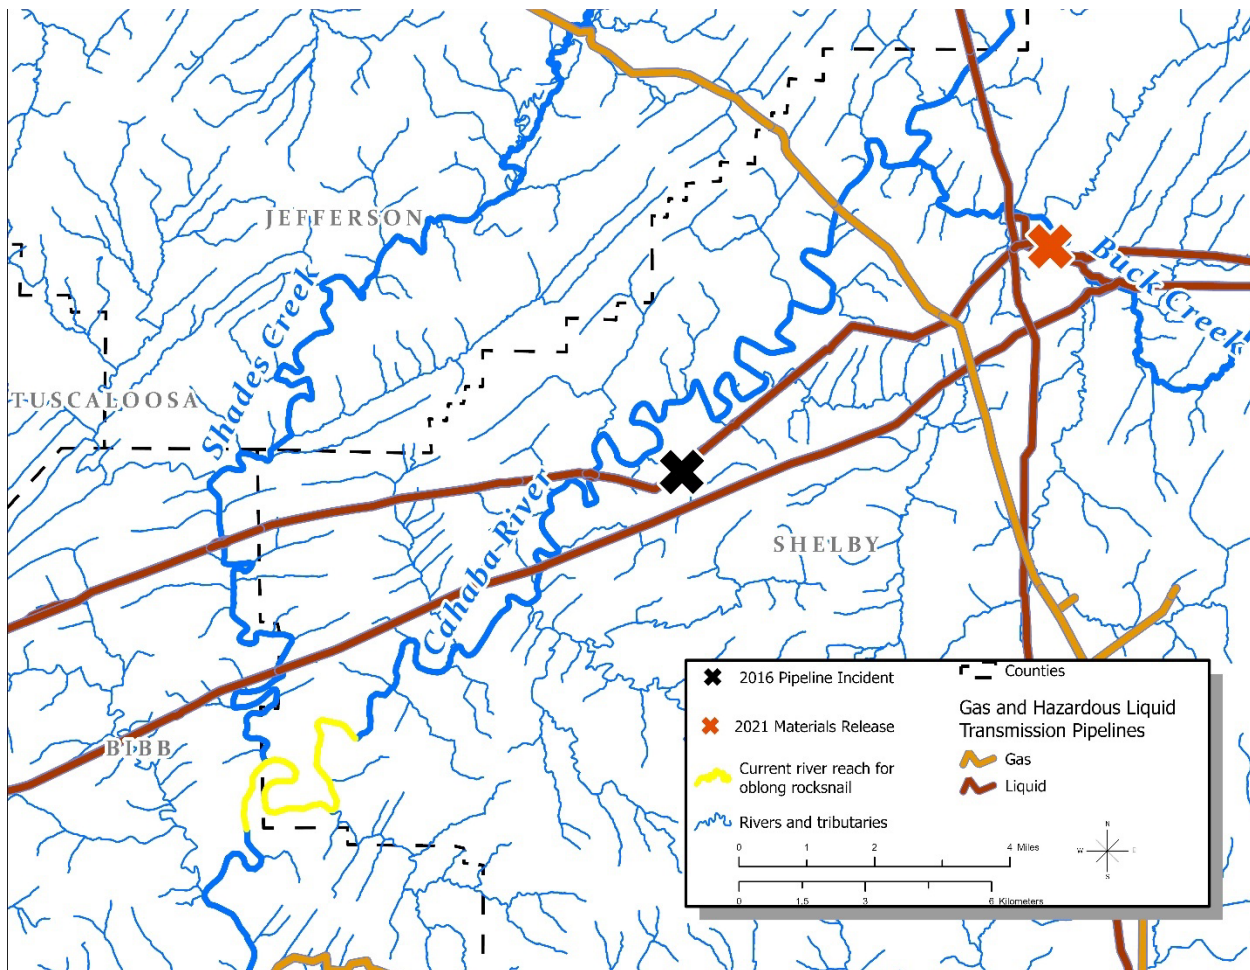 JEFFERSON
Buck Creek
Shades Creek
TUSCALOOSA
Cahaba River
SHELBY
BIBB
2016 Pipeline Incident
2021 Materials Release
Current river reach for
oblong rocksnail
Rivers and tributaries
0 1 2 4 Miles
0 1.5 3 6 Kilometers
Counties
Gas and Hazardous Liquid
Transmission Pipelines
Gas
Liquid
N
W E
S